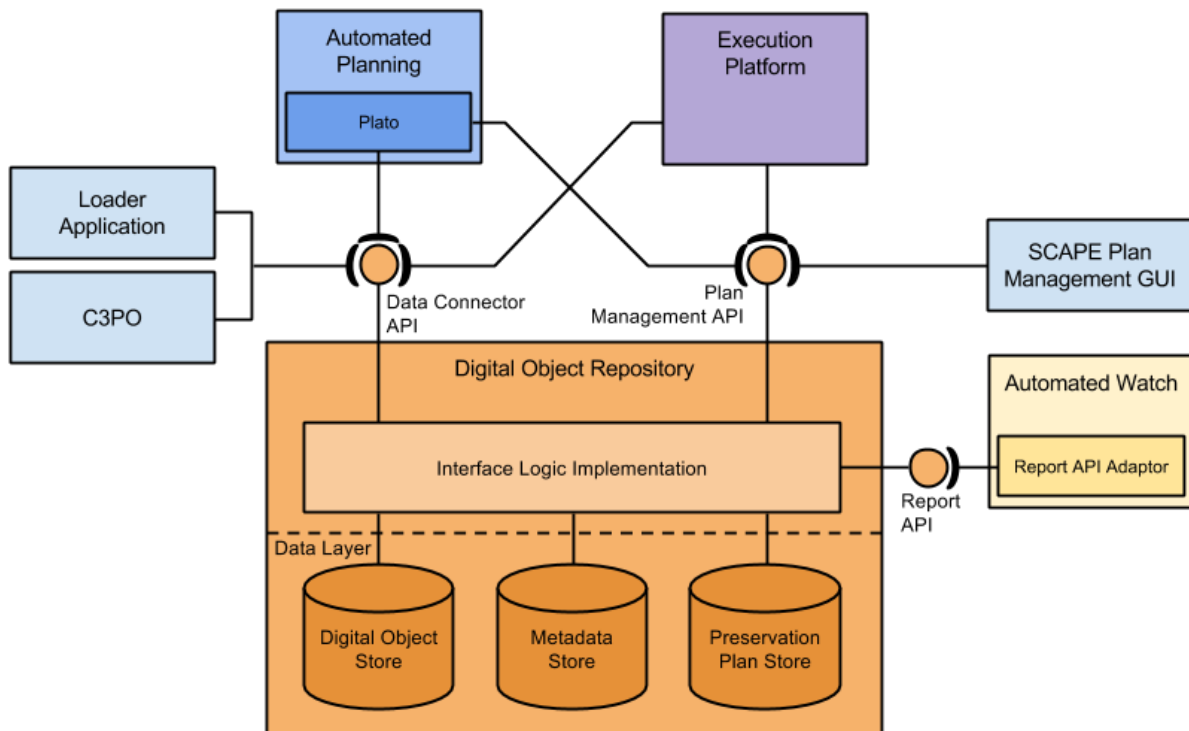 Automated
Planning
Plato
Execution
Platform
Loader
Application
C3PO
SCAPE Plan
Management GUI
Data Connector
API
Plan
Management API
Digital Object Repository
Interface Logic Implementation
Automated Watch
Report API Adaptor
Report
API
Data Layer
Digital Object
Store
Metadata
Store
Preservation
Plan Store